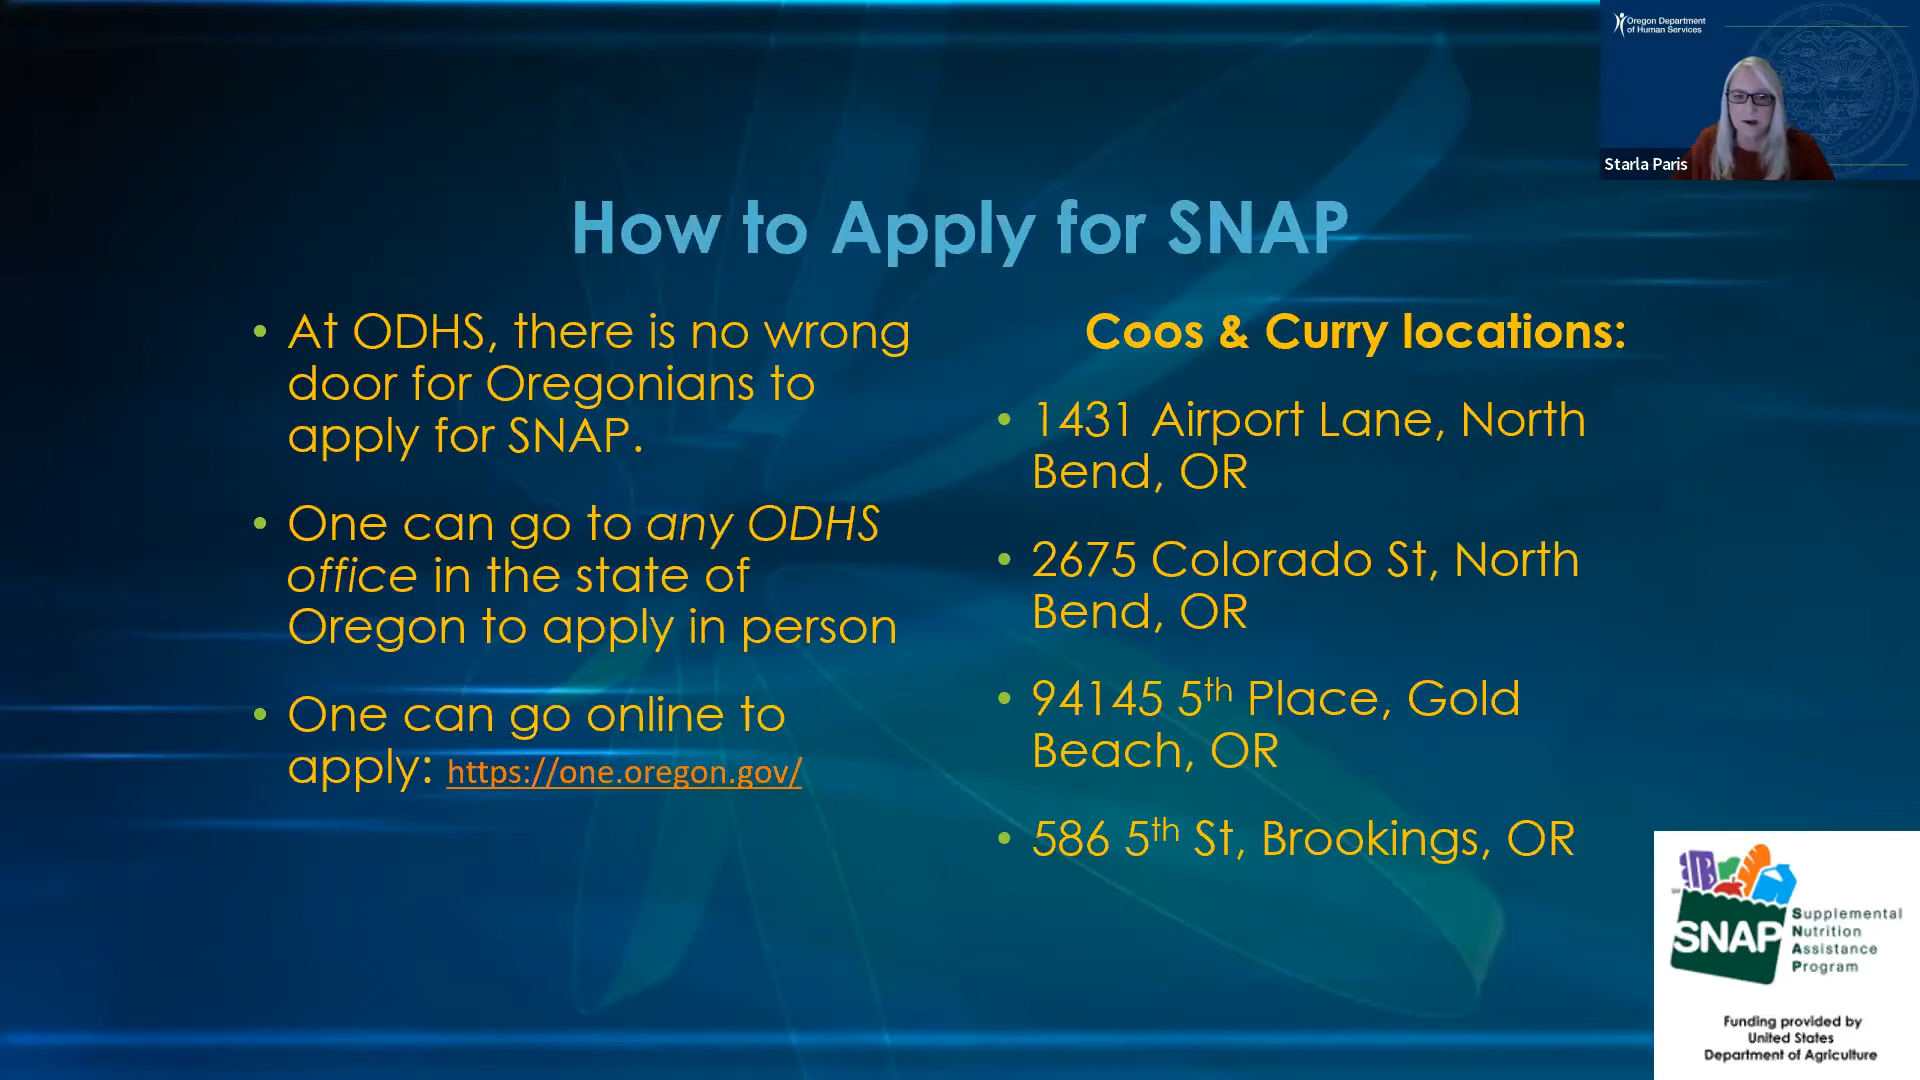 Oregon Department
of Human Services
Starla Paris
How to Apply for SNAP
• At ODHS, there is no wrong
door for Oregonians to
apply for SNAP.
• One can go to any ODHS
office in the state of
Oregon to apply in person
• One can go online to
apply: https://one.oregon.gov/
Coos & Curry locations:
• 1431 Airport Lane, North
Bend, OR
• 2675 Colorado St, North
Bend, OR
• 94145 5th Place, Gold
Beach, OR
• 586 5th St, Brookings, OR
SNAP
Supplemental
Nutrition
Assistance
Program
Funding provided by
United States
Department of Agriculture